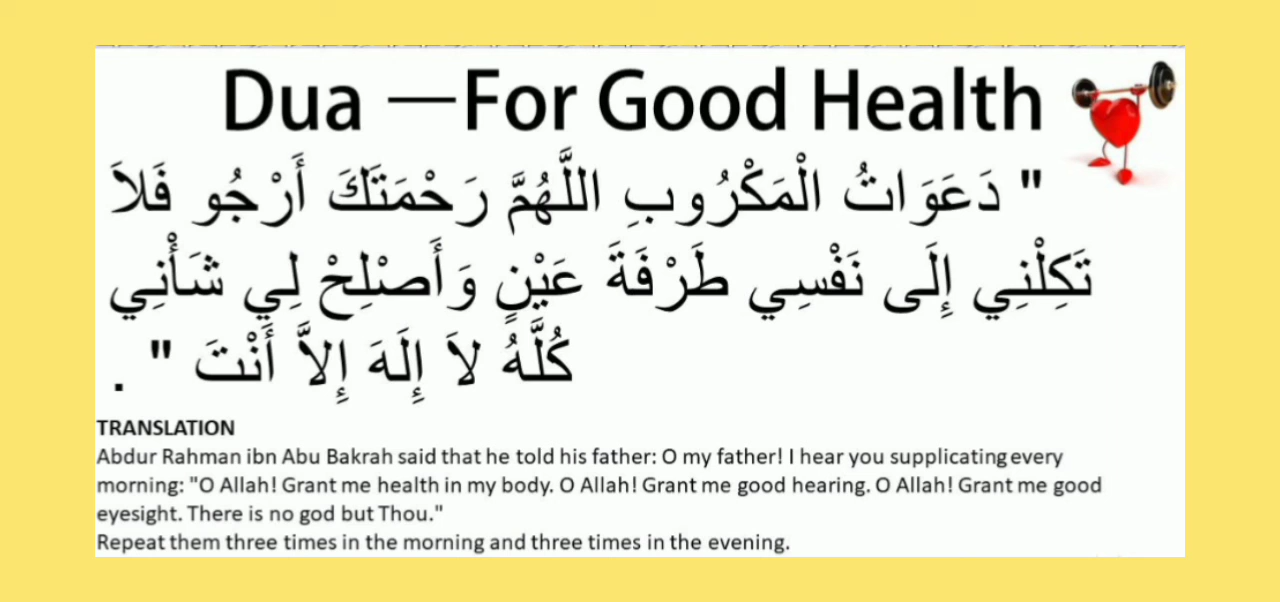 Dua —For Good Health
" دَعَوَاتُ الْمَكْرُوبِ اللَّهُمَّ رَحْمَتَكَ أَرْجُو فَلاَ
تَكِلْنِي إِلَى نَفْسِي طَرْفَةَ عَيْنٍ وَأَصْلِحْ لِي شَأْنِي
كُلَّهُ لاَ إِلَهَ إِلاَّ أَنْتَ " .
TRANSLATION
Abdur Rahman ibn Abu Bakrah said that he told his father: O my father! I hear you supplicating every
morning: "O Allah! Grant me health in my body. O Allah! Grant me good hearing. O Allah! Grant me good
eyesight. There is no god but Thou."
Repeat them three times in the morning and three times in the evening.